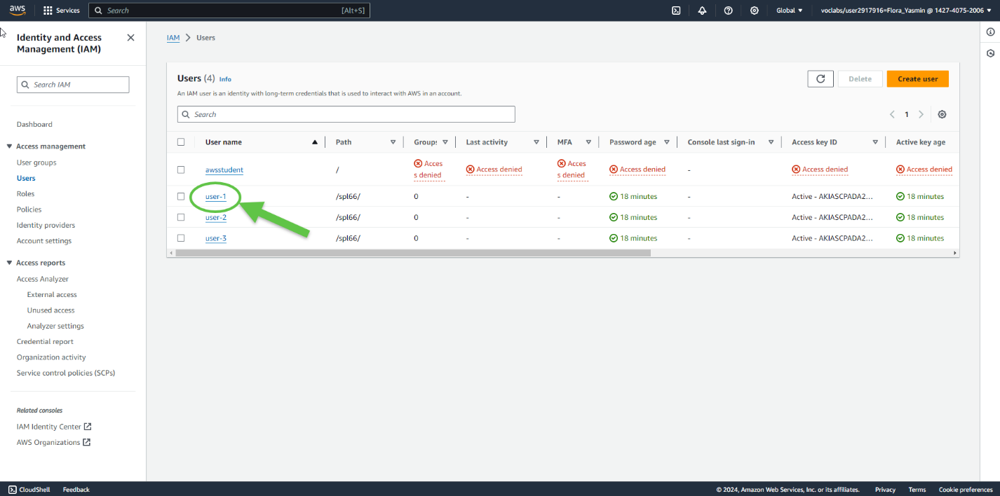 aws
Services
Search
[Alt+S]
Global
voclabs/user2917916=Flora_Yasmin @ 1427-4075-2006
Identity and Access
Management (IAM)
Search IAM
Dashboard
Access management
User groups
Users
Roles
Policies
Identity providers
Account settings
Access reports
Access Analyzer
External access
Unused access
Analyzer settings
Credential report
Organization activity
Service control policies (SCPs)
Related consoles
IAM Identity Center
AWS Organizations
IAM > Users
Users (4) Info
An IAM user is an identity with long-term credentials that is used to interact with AWS in an account.
Delete
Create user
Search
1
User name Path Groups Last activity MFA Password age Console last sign-in Access key ID Active key age
awsstudent / Acces
s denied Access denied Acces
s denied Access denied - Access denied Access denied
user-1 /spl66/ 0 - - 18 minutes - Active - AKIASCPADA2... 18 minutes
user-2 /spl66/ 0 - - 18 minutes - Active - AKIASCPADA2... 18 minutes
user-3 /spl66/ 0 - - 18 minutes - Active - AKIASCPADA2... 18 minutes
CloudShell Feedback
© 2024, Amazon Web Services, Inc. or its affiliates. Privacy Terms Cookie preferences